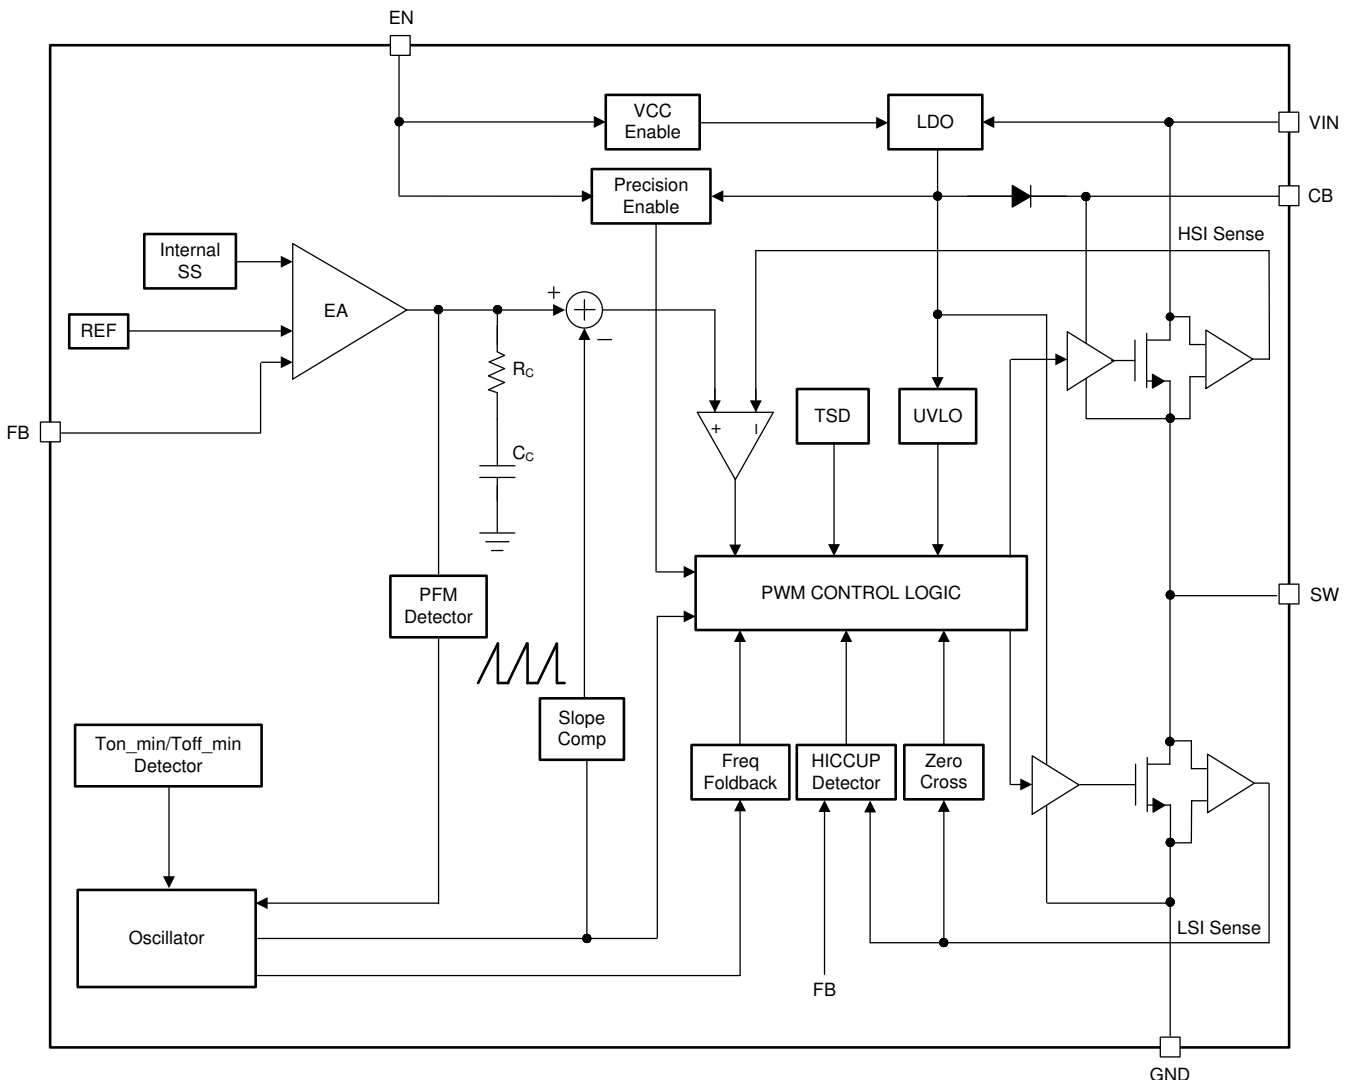 EN
VCC
Enable
LDO
VIN
Precision
Enable
CB
HSI Sense
Internal
SS
EA
+
REF
−
RC
TSD
UVLO
FB
+
−
CC
PFM
Detector
PWM CONTROL LOGIC
SW
Slope
Comp
Ton_min/Toff_min
Detector
Freq
Foldback
HICCUP
Detector
Zero
Cross
Oscillator
LSI Sense
FB
GND